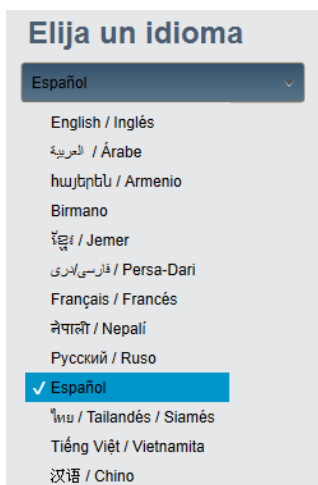 Elija un idioma
Español
English / Inglés
العربية / Árabe
հայերեն / Armenio
Birmano
ខ្មែរ / Jemer
فارسی/دری / Persa-Dari
Français / Francés
नेपाली / Nepalí
Русский / Ruso
Español
ไทย / Tailandés / Siamés
Tiếng Việt / Vietnamita
汉语 / Chino